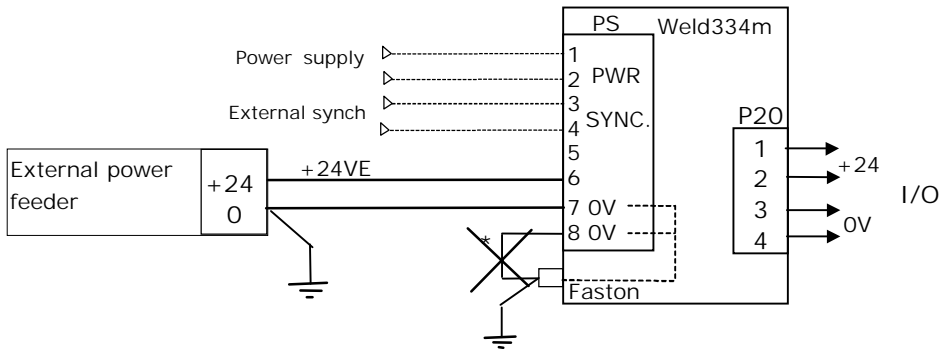 PS Weld334m
Power supply
1
2 PWR
External synch
3
4 SYNC.
5
6
7 0V
8 0V
External power
feeder
+24
0
+24VE
*
Faston
P20
1
2
3
4
+24
0V
I/O